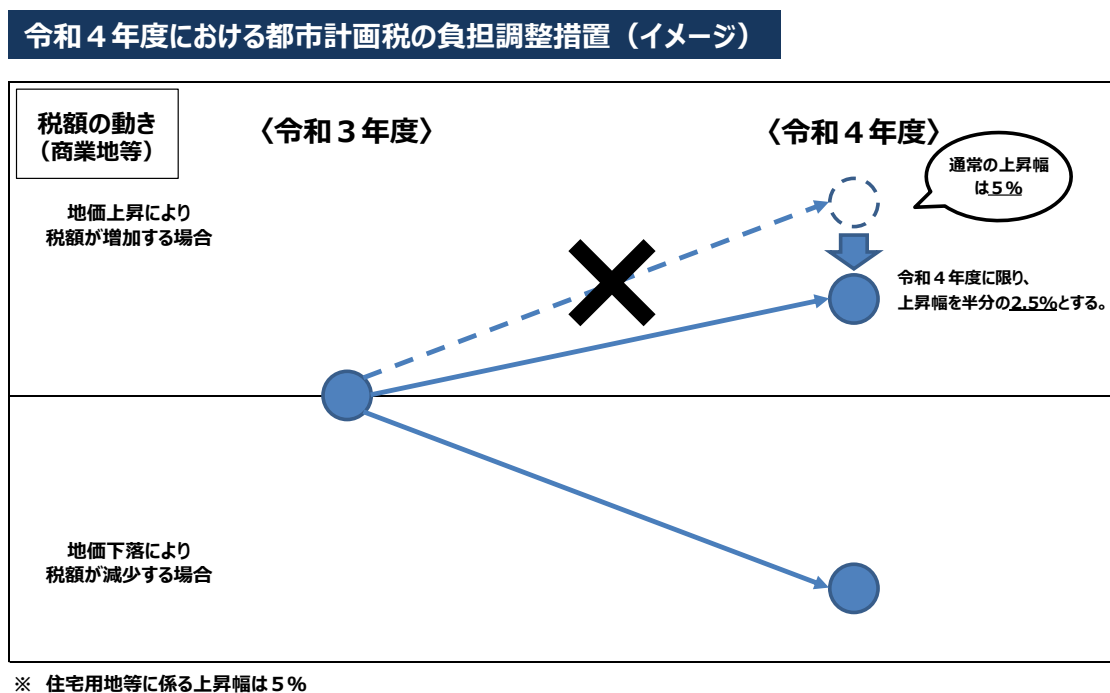 令和４年度における都市計画税の負担調整措置（イメージ）
税額の動き
（商業地等）
〈令和３年度〉
〈令和４年度〉
通常の上昇幅
は５%
地価上昇により
税額が増加する場合
令和４年度に限り、
上昇幅を半分の2.5%とする。
地価下落により
税額が減少する場合
※ 住宅用地等に係る上昇幅は５%